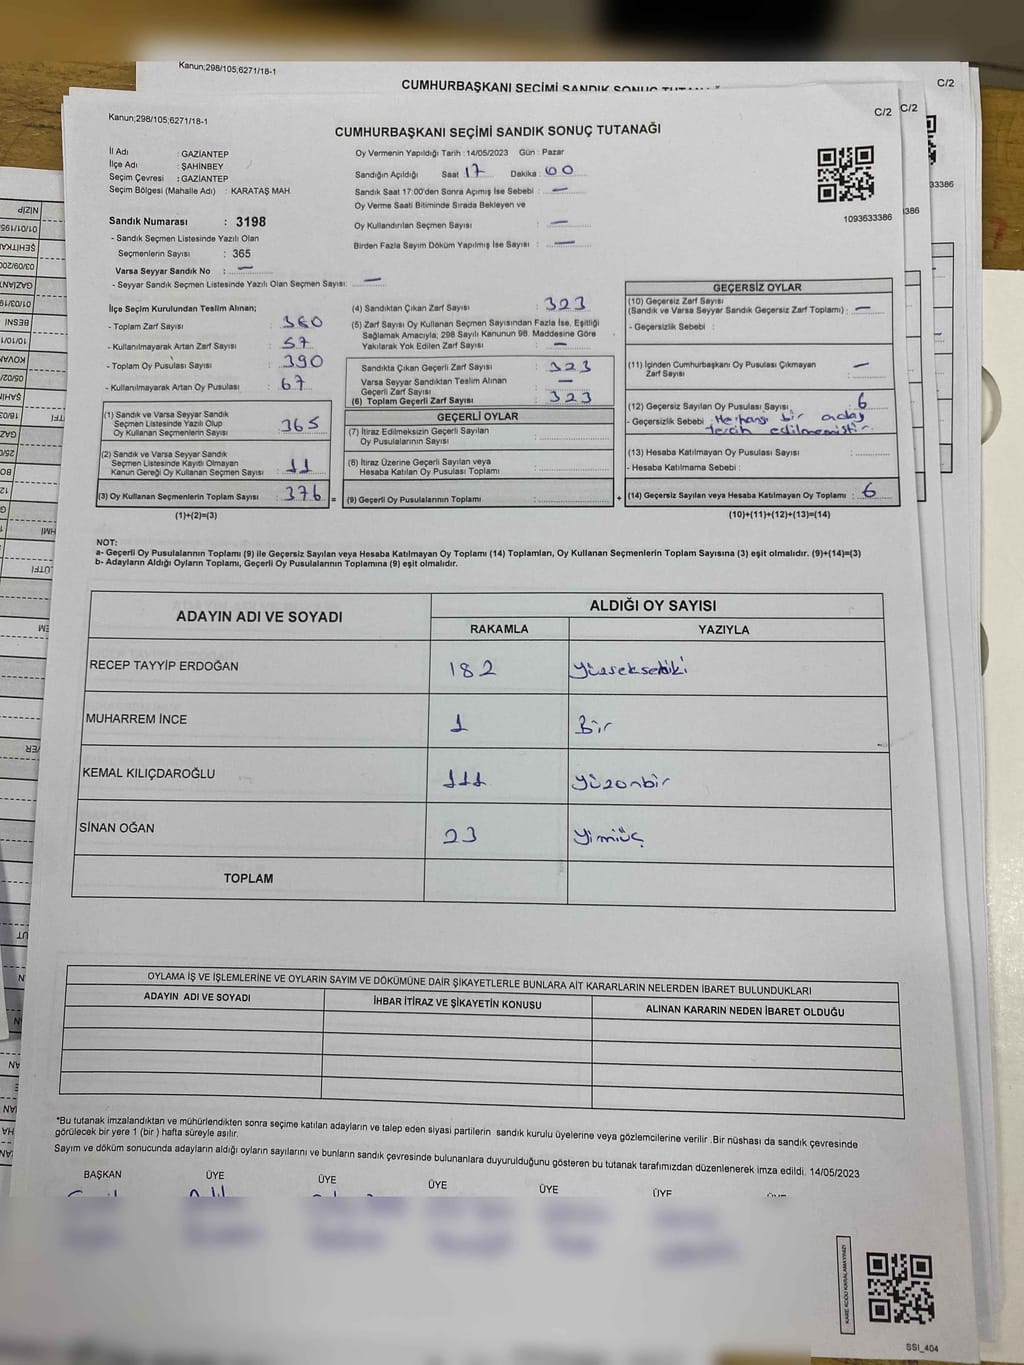 Kanun;298/105;6271/18-1
CUMHURBAŞKANI SEÇİMİ SANDIK SONUÇ
C/2
Kanun;298/105;6271/18-1
C/2
C/2
CUMHURBAŞKANI SEÇİMİ SANDIK SONUÇ TUTANAĞI
İl Adı : GAZİANTEP
İlçe Adı : ŞAHİNBEY
Seçim Çevresi : GAZİANTEP
Seçim Bölgesi (Mahalle Adı) : KARATAŞ MAH.
Sandık Numarası : 3198
- Sandık Seçmen Listesinde Yazılı Olan
Seçmenlerin Sayısı : 365
Varsa Seyyar Sandık No : —
- Seyyar Sandık Seçmen Listesinde Yazılı Olan Seçmen Sayısı: —
Oy Vermenin Yapıldığı Tarih : 14/05/2023 Gün : Pazar
Sandığın Açıldığı Saat 17 Dakika : 00
Sandık Saat 17:00'den Sonra Açımış İse Sebebi : —
Oy Verme Saati Bitiminde Sırada Bekleyen ve
Oy Kullandırılan Seçmen Sayısı : —
Birden Fazla Sayım Döküm Yapılmış İse Sayısı : —
1093633386
386
33386
İlçe Seçim Kurulundan Teslim Alınan;
- Toplam Zarf Sayısı : 360
- Kullanılmayarak Artan Zarf Sayısı : 57
- Toplam Oy Pusulası Sayısı : 390
- Kullanılmayarak Artan Oy Pusulası : 67
(1) Sandık ve Varsa Seyyar Sandık
Seçmen Listesinde Yazılı Olup
Oy Kullanan Seçmenlerin Sayısı : 365
(2) Sandık ve Varsa Seyyar Sandık
Seçmen Listesinde Kayıtlı Olmayan
Kanun Gereği Oy Kullanan Seçmen Sayısı : 11
(3) Oy Kullanan Seçmenlerin Toplam Sayısı : 376 =
(1)+(2)=(3)
(4) Sandıktan Çıkan Zarf Sayısı : 323
(5) Zarf Sayısı Oy Kullanan Seçmen Sayısından Fazla İse, Eşitliği
Sağlamak Amacıyla; 298 Sayılı Kanunun 98. Maddesine Göre
Yakılarak Yok Edilen Zarf Sayısı : —
Sandıkta Çıkan Geçerli Zarf Sayısı : 323
Varsa Seyyar Sandıktan Teslim Alınan
Geçerli Zarf Sayısı : —
(6) Toplam Geçerli Zarf Sayısı : 323
GEÇERLİ OYLAR
(7) İtiraz Edilmeksizin Geçerli Sayılan
Oy Pusulalarının Sayısı :
(8) İtiraz Üzerine Geçerli Sayılan veya
Hesaba Katılan Oy Pusulası Toplamı :
(9) Geçerli Oy Pusulalarının Toplamı : +
GEÇERSİZ OYLAR
(10) Geçersiz Zarf Sayısı
(Sandık ve Varsa Seyyar Sandık Geçersiz Zarf Toplamı) : —
- Geçersizlik Sebebi :
(11) İçinden Cumhurbaşkanı Oy Pusulası Çıkmayan
Zarf Sayısı : —
(12) Geçersiz Sayılan Oy Pusulası Sayısı : 6
- Geçersizlik Sebebi : Herhangi bir aday
tercih edilmemiştir.
(13) Hesaba Katılmayan Oy Pusulası Sayısı :
- Hesaba Katılmama Sebebi :
(14) Geçersiz Sayılan veya Hesaba Katılmayan Oy Toplamı : 6
(10)+(11)+(12)+(13)=(14)
NOT:
a- Geçerli Oy Pusulalarının Toplamı (9) ile Geçersiz Sayılan veya Hesaba Katılmayan Oy Toplamı (14) Toplamları, Oy Kullanan Seçmenlerin Toplam Sayısına (3) eşit olmalıdır. (9)+(14)=(3)
b- Adayların Aldığı Oyların Toplamı, Geçerli Oy Pusulalarının Toplamına (9) eşit olmalıdır.
ADAYIN ADI VE SOYADI
ALDIĞI OY SAYISI
RAKAMLA YAZIYLA
RECEP TAYYİP ERDOĞAN 182 Yüzsekseniki
MUHARREM İNCE 1 Bir
KEMAL KILIÇDAROĞLU 111 Yüzonbir
SİNAN OĞAN 23 Yimiüç
TOPLAM
OYLAMA İŞ VE İŞLEMLERİNE VE OYLARIN SAYIM VE DÖKÜMÜNE DAİR ŞİKAYETLERLE BUNLARA AİT KARARLARIN NELERDEN İBARET BULUNDUKLARI
ADAYIN ADI VE SOYADI İHBAR İTİRAZ VE ŞİKAYETİN KONUSU ALINAN KARARIN NEDEN İBARET OLDUĞU
*Bu tutanak imzalandıktan ve mühürlendikten sonra seçime katılan adayların ve talep eden siyasi partilerin sandık kurulu üyelerine veya gözlemcilerine verilir .Bir nüshası da sandık çevresinde
görülecek bir yere 1 (bir ) hafta süreyle asılır.
Sayım ve döküm sonucunda adayların aldığı oyların sayılarını ve bunların sandık çevresinde bulunanlara duyurulduğunu gösteren bu tutanak tarafımızdan düzenlenerek imza edildi. 14/05/2023
BAŞKAN ÜYE ÜYE ÜYE ÜYE ÜYE
KARE KODU KARALAMAYINIZ!
SSI_404